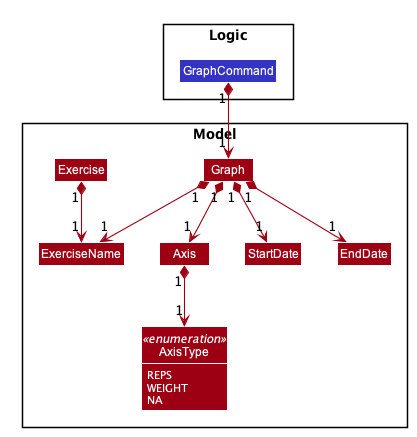 Logic
GraphCommand
1
1
Model
Exercise
Graph
1
1
1
1
1
1
1
1
1
1
ExerciseName
Axis
StartDate
EndDate
1
1
«enumeration»
AxisType
REPS
WEIGHT
NA